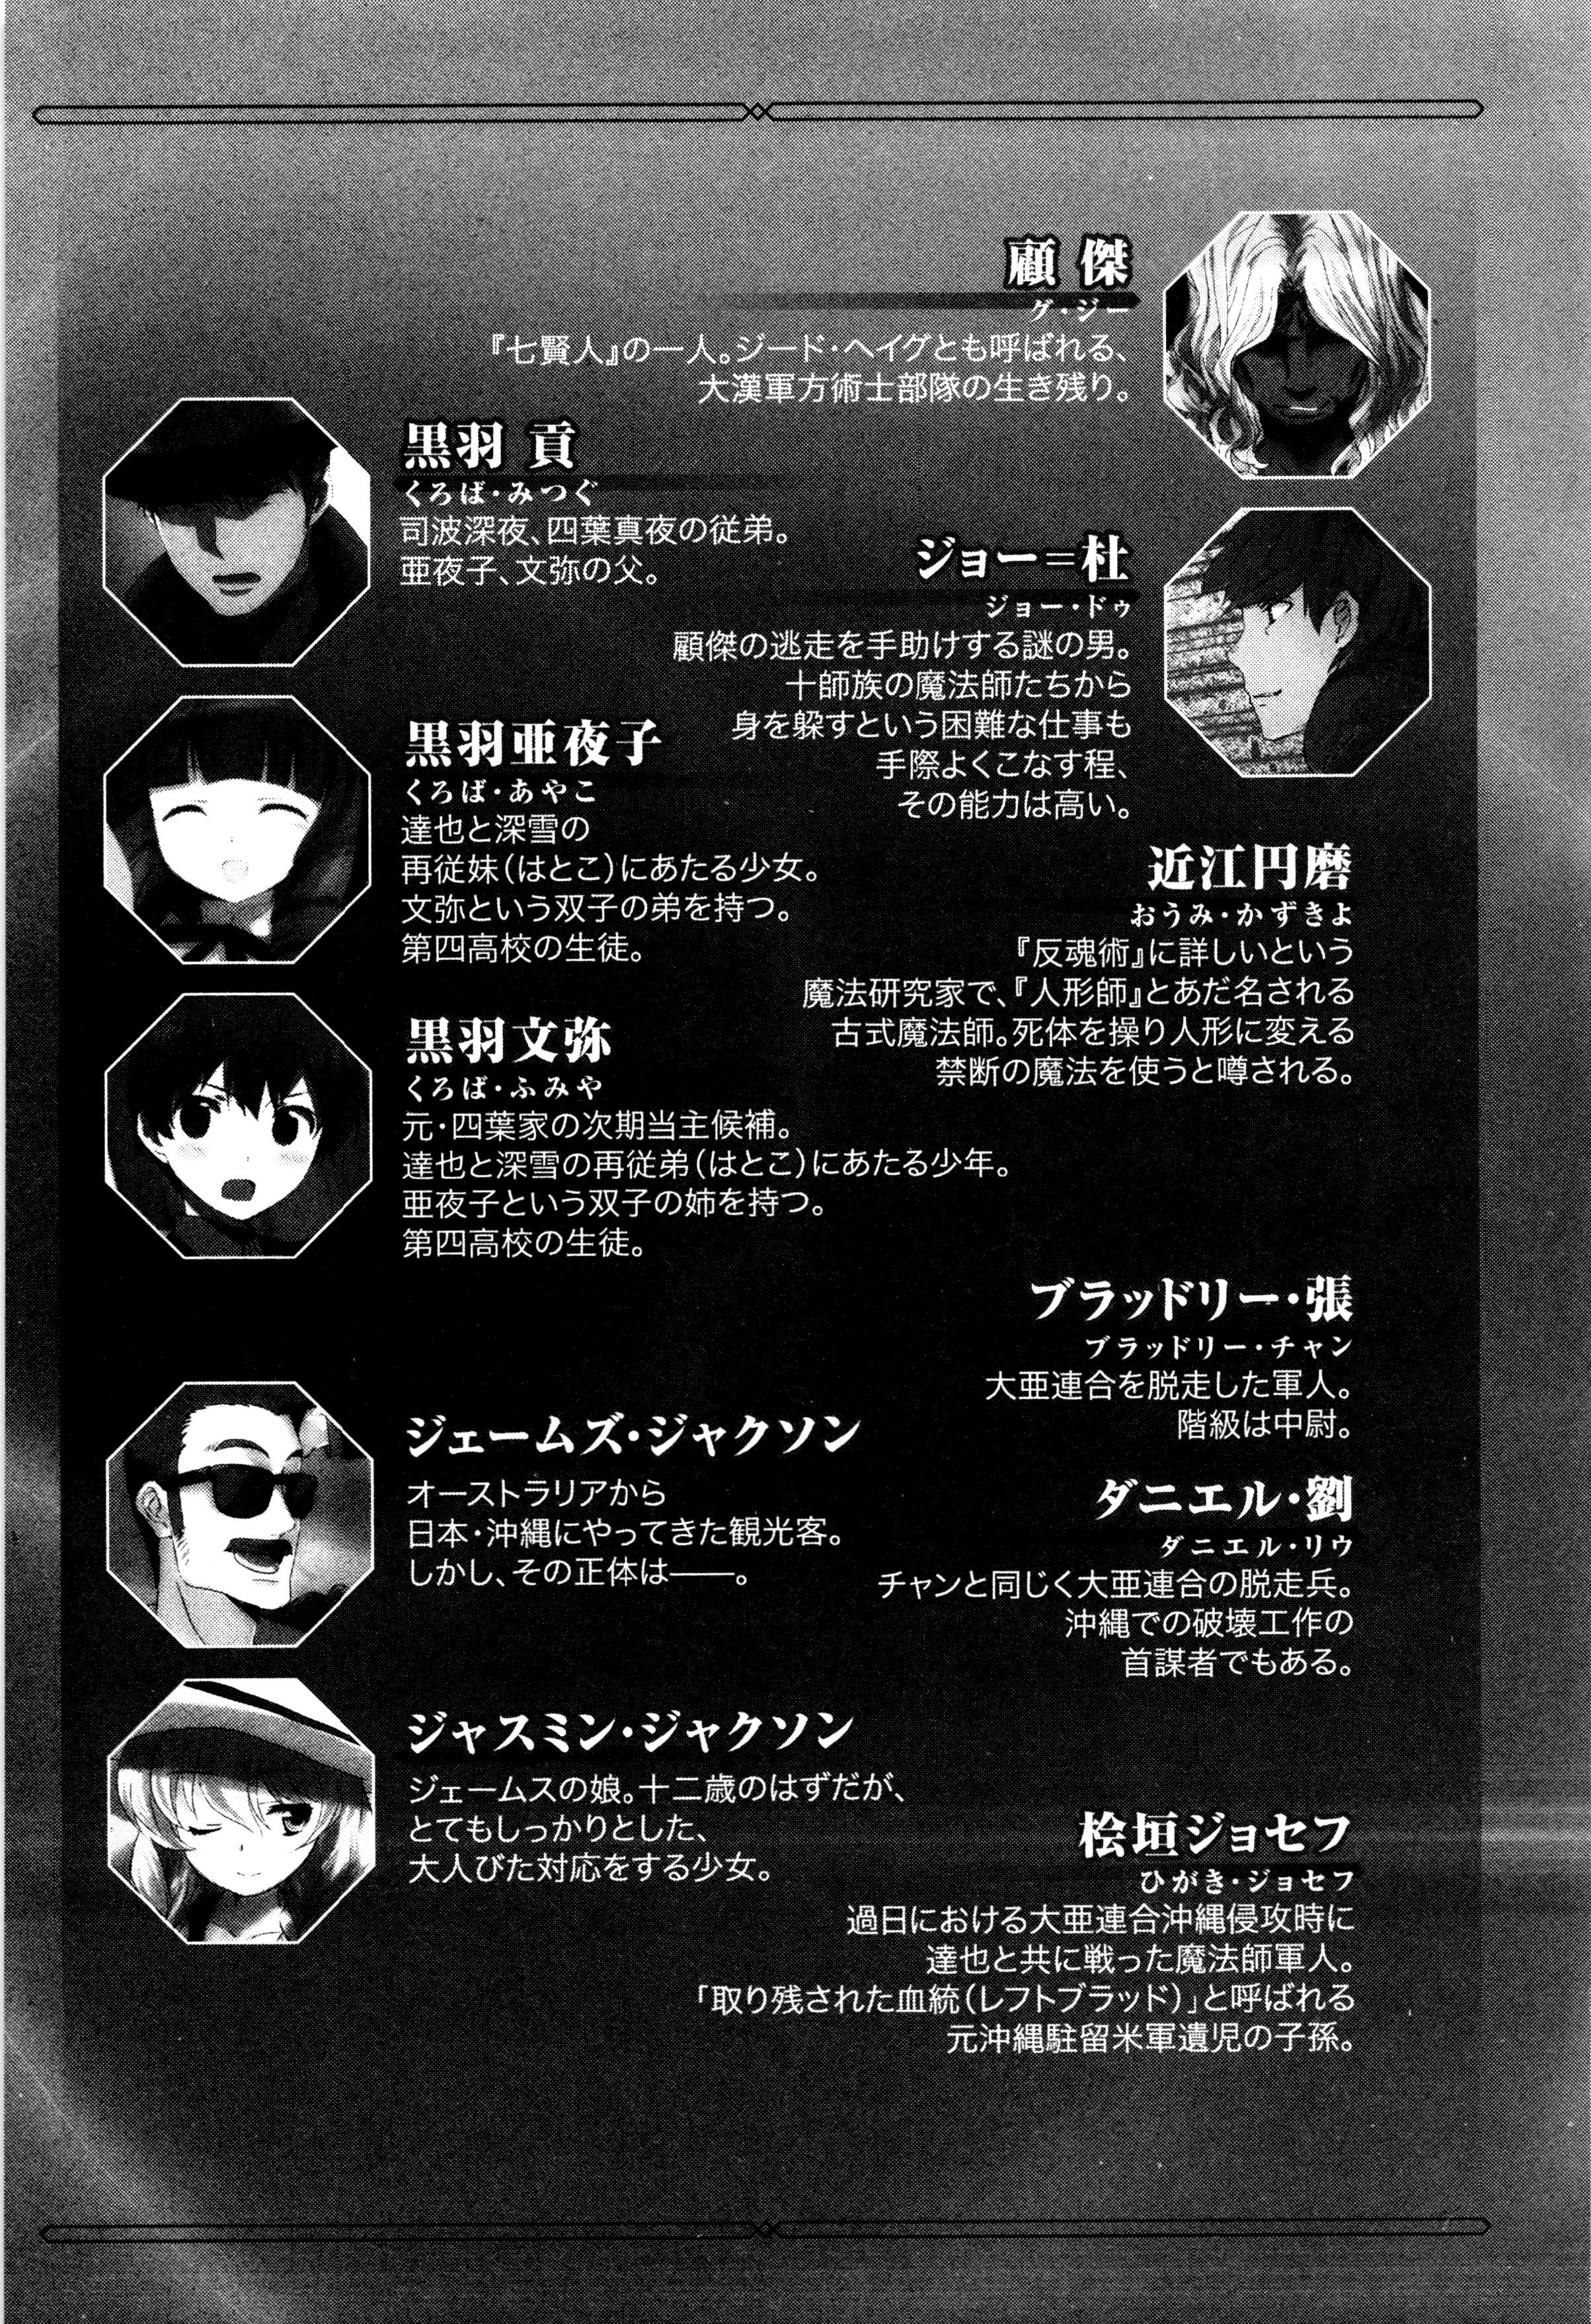 顧 傑
グ・ジー
『七賢人』の一人。ジード・ヘイグとも呼ばれる、
大漢軍方術士部隊の生き残り。
黒羽 貢
くろば・みつぐ
司波深夜、四葉真夜の従弟。
亜夜子、文弥の父。
ジョー=杜
ジョー・ドゥ
顧傑の逃走を手助けする謎の男。
十師族の魔法師たちから
身を躱すという困難な仕事も
手際よくこなす程、
その能力は高い。
黒羽亜夜子
くろば・あやこ
達也と深雪の
再従妹(はとこ)にあたる少女。
文弥という双子の弟を持つ。
第四高校の生徒。
近江円磨
おうみ・かずきよ
『反魂術』に詳しいという
魔法研究家で、『人形師』とあだ名される
古式魔法師。死体を操り人形に変える
禁断の魔法を使うと噂される。
黒羽文弥
くろば・ふみや
元・四葉家の次期当主候補。
達也と深雪の再従弟(はとこ)にあたる少年。
亜夜子という双子の姉を持つ。
第四高校の生徒。
ブラッドリー・張
ブラッドリー・チャン
大亜連合を脱走した軍人。
階級は中尉。
ジェームズ・ジャクソン
オーストラリアから
日本・沖縄にやってきた観光客。
しかし、その正体は――。
ダニエル・劉
ダニエル・リウ
チャンと同じく大亜連合の脱走兵。
沖縄での破壊工作の
首謀者でもある。
ジャスミン・ジャクソン
ジェームスの娘。十二歳のはずだが、
とてもしっかりとした、
大人びた対応をする少女。
桧垣ジョセフ
ひがき・ジョセフ
過日における大亜連合沖縄侵攻時に
達也と共に戦った魔法師軍人。
「取り残された血統(レフトブラッド)」と呼ばれる
元沖縄駐留米軍遺児の子孫。